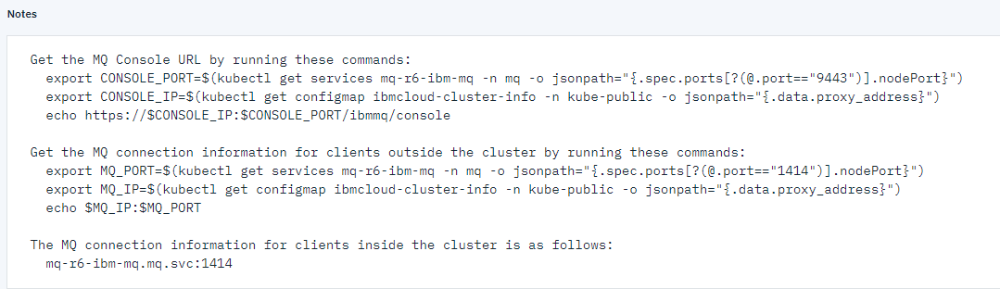 Notes
Get the MQ Console URL by running these commands:
export CONSOLE_PORT=$(kubectl get services mq-r6-ibm-mq -n mq -o jsonpath="{.spec.ports[?(@.port=="9443")].nodePort}")
export CONSOLE_IP=$(kubectl get configmap ibmcloud-cluster-info -n kube-public -o jsonpath="{.data.proxy_address}")
echo https://$CONSOLE_IP:$CONSOLE_PORT/ibmmq/console
Get the MQ connection information for clients outside the cluster by running these commands:
export MQ_PORT=$(kubectl get services mq-r6-ibm-mq -n mq -o jsonpath="{.spec.ports[?(@.port=="1414")].nodePort}")
export MQ_IP=$(kubectl get configmap ibmcloud-cluster-info -n kube-public -o jsonpath="{.data.proxy_address}")
echo $MQ_IP:$MQ_PORT
The MQ connection information for clients inside the cluster is as follows:
mq-r6-ibm-mq.mq.svc:1414